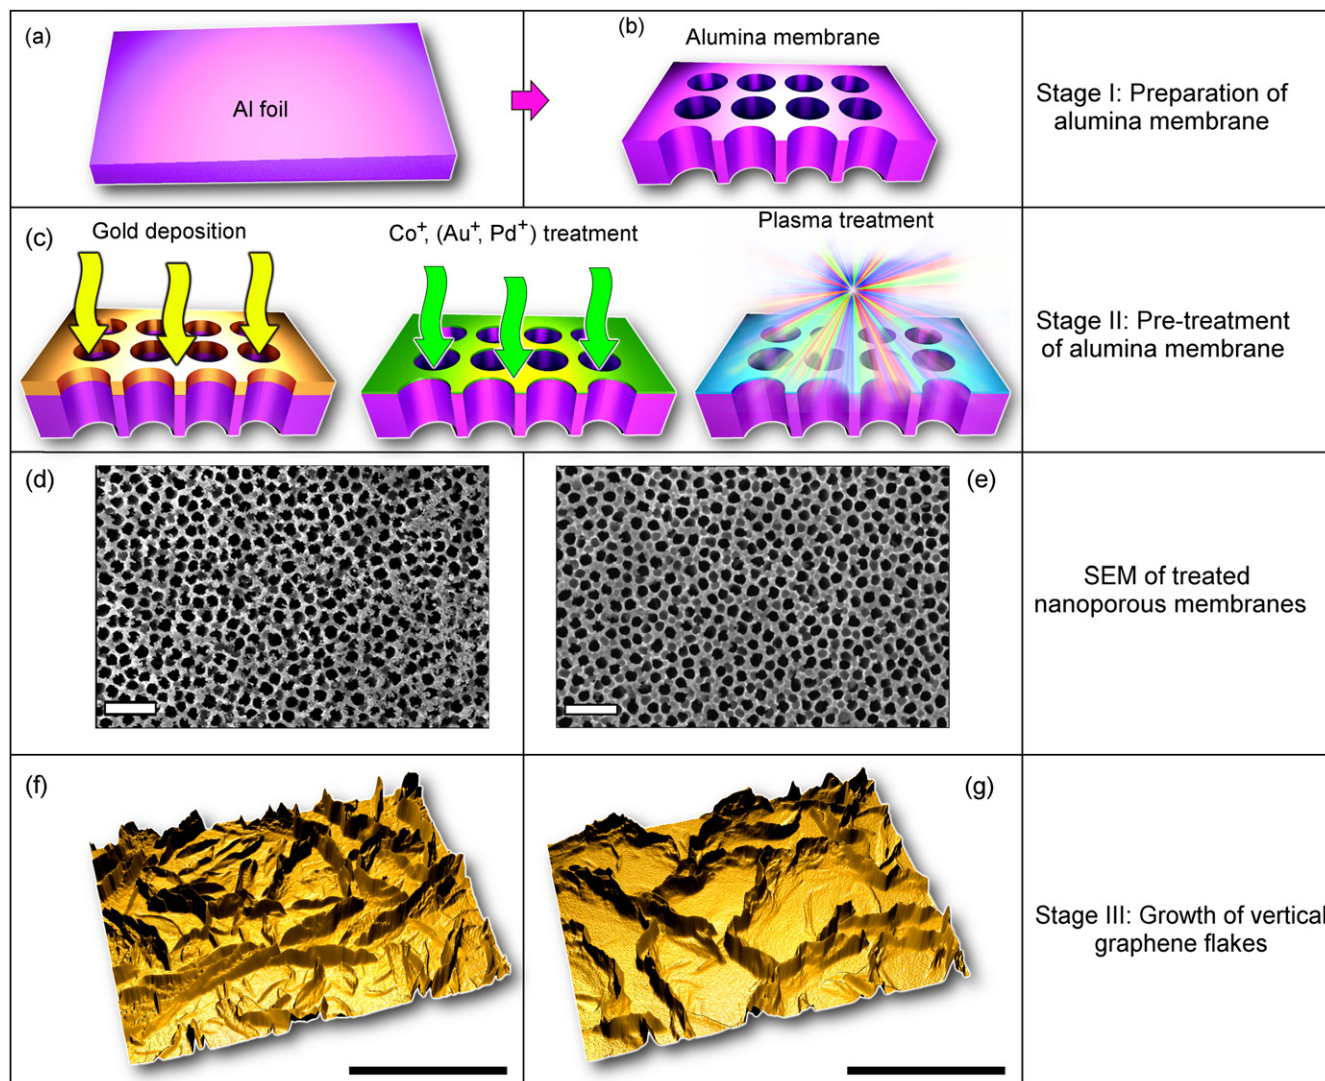 (a)
Al foil
(b)
Alumina membrane
Stage I: Preparation of
alumina membrane
(c)
Gold deposition
Co⁺, (Au⁺, Pd⁺) treatment
Plasma treatment
Stage II: Pre-treatment
of alumina membrane
(d)
(e)
SEM of treated
nanoporous membranes
(f)
(g)
Stage III: Growth of vertical
graphene flakes